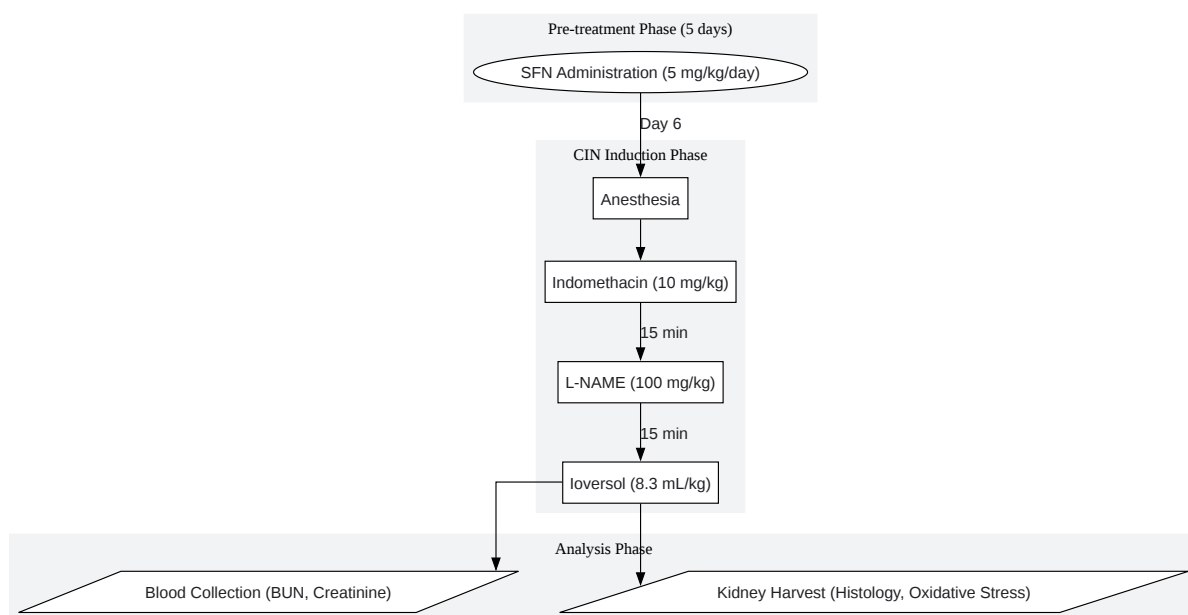 Pre-treatment Phase (5 days)
SFN Administration (5 mg/kg/day)
Day 6
CIN Induction Phase
Anesthesia
Indomethacin (10 mg/kg)
15 min
L-NAME (100 mg/kg)
15 min
Ioversol (8.3 mL/kg)
Analysis Phase
Blood Collection (BUN, Creatinine)
Kidney Harvest (Histology, Oxidative Stress)